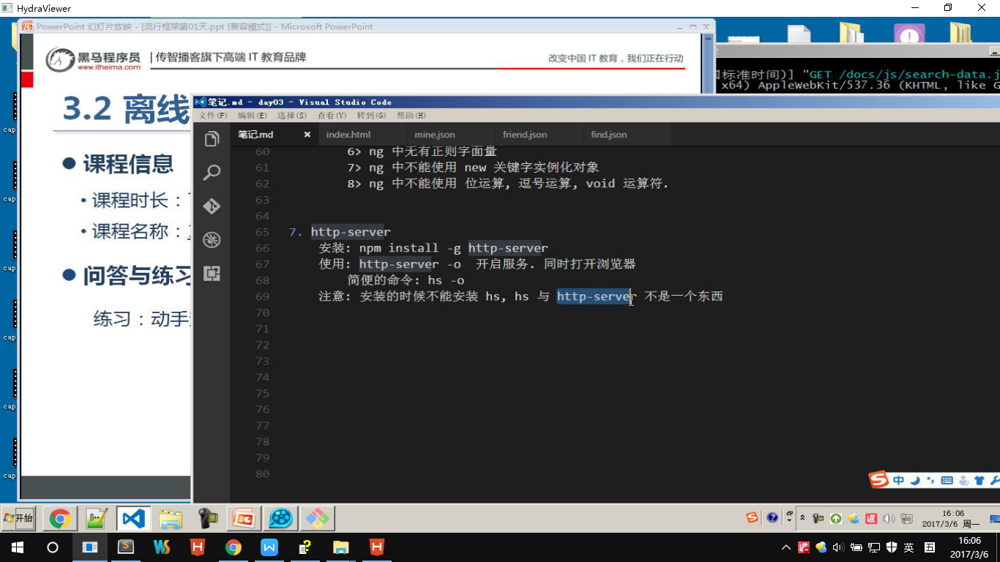 HydraViewer
PowerPoint 幻灯片放映 - [流行框架第01天.ppt [兼容模式]] - Microsoft PowerPoint
黑马程序员
www.itheima.com
| 传智播客旗下高端 IT 教育品牌
改变中国 IT 教育，我们正在行动
标准时间)] "GET /docs/js/search-data.j
x64) AppleWebKit/537.36 (KHTML, like G
3.2 离线
课程信息
课程时长：
课程名称：
问答与练习
练习：动手
cap
cap
cap
cap
cap
cap
笔记.md - day03 - Visual Studio Code
文件(F) 编辑(E) 选择(S) 查看(V) 转到(G) 帮助(H)
笔记.md index.html mine.json friend.json find.json
60 6> ng 中无有正则字面量
61 7> ng 中不能使用 new 关键字实例化对象
62 8> ng 中不能使用 位运算, 逗号运算, void 运算符.
63
64
65 7. http-server
66 安装: npm install -g http-server
67 使用: http-server -o 开启服务. 同时打开浏览器
68 简便的命令: hs -o
69 注意: 安装的时候不能安装 hs, hs 与 http-server 不是一个东西
70
71
72
73
74
75
76
77
78
79
80
中
开始
16:06
2017/3/6 周一
英
五
16:06
2017/3/6